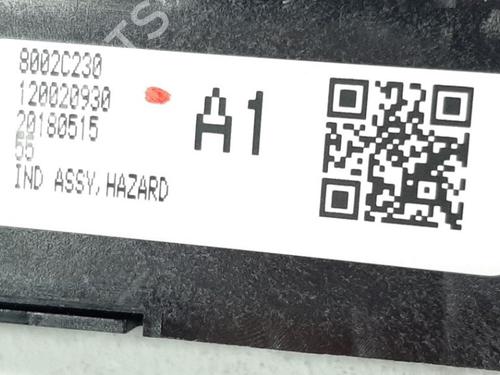 8002C230
120020930
20180515
55
IND ASSY, HAZARD
A1